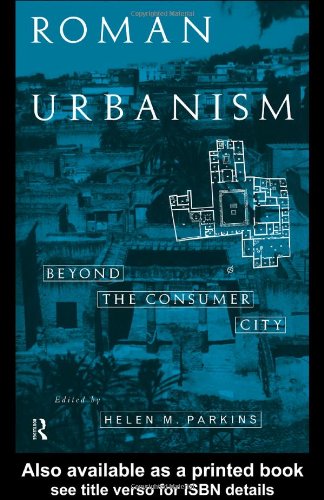 ROMAN
URBANISM
BEYOND
THE CONSUMER
CITY
Edited by
HELEN M. PARKINS
Also available as a printed book
see title verso for ISBN details